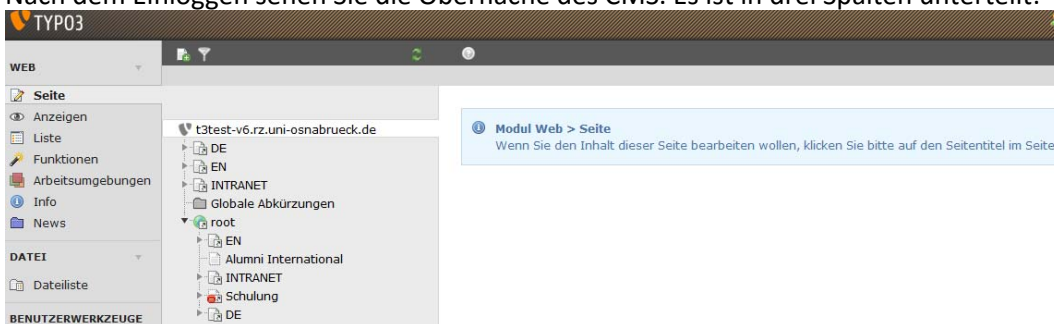 Nach dem Einloggen sehen Sie die Oberfläche des CMS. Es ist in drei Spalten unterteilt:
TYPO3
WEB
Seite
Anzeigen
Liste
Funktionen
Arbeitsumgebungen
Info
News
DATEI
Dateiliste
BENUTZERWERKZEUGE
t3test-v6.rz.uni-osnabrueck.de
DE
EN
INTRANET
Globale Abkürzungen
root
EN
Alumni International
INTRANET
Schulung
DE
Modul Web > Seite
Wenn Sie den Inhalt dieser Seite bearbeiten wollen, klicken Sie bitte auf den Seitentitel im Seite